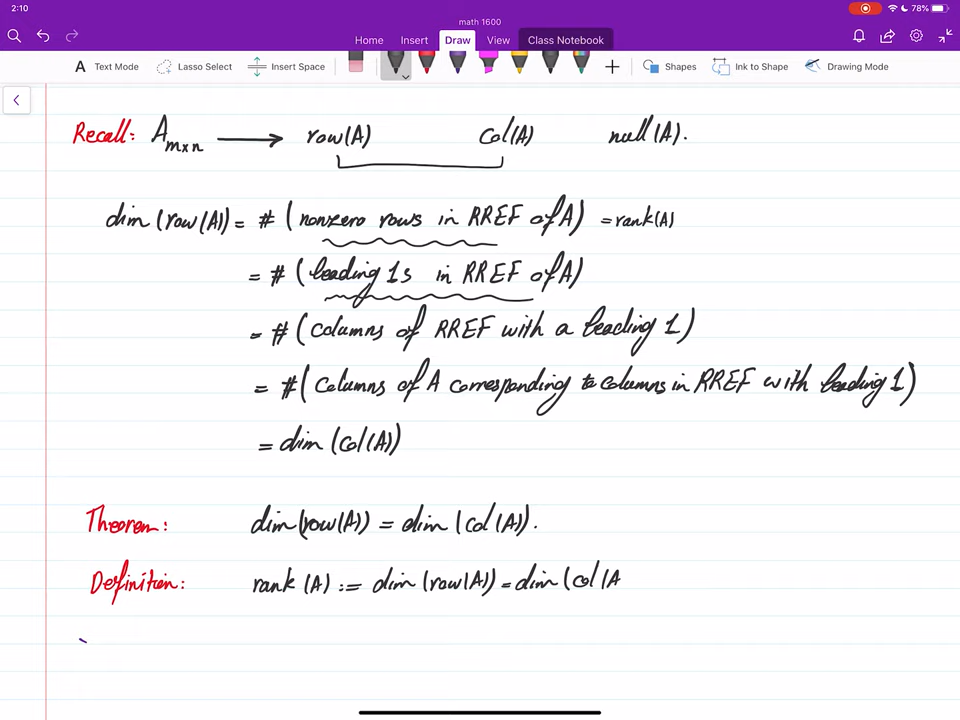 2:10
math 1600
78%
Home Insert Draw View Class Notebook
A Text Mode Lasso Select Insert Space Shapes Ink to Shape Drawing Mode
Recall: A m×n ⟶ row(A) col(A) null(A).
dim(row(A)) = # (nonzero rows in RREF of A) = rank(A)
= # (leading 1s in RREF of A)
= # (columns of RREF with a leading 1)
= # (columns of A corresponding to columns in RREF with leading 1)
= dim (col(A))
Theorem: dim(row(A)) = dim(col(A)).
Definition: rank (A) := dim(row(A)) = dim(col(A